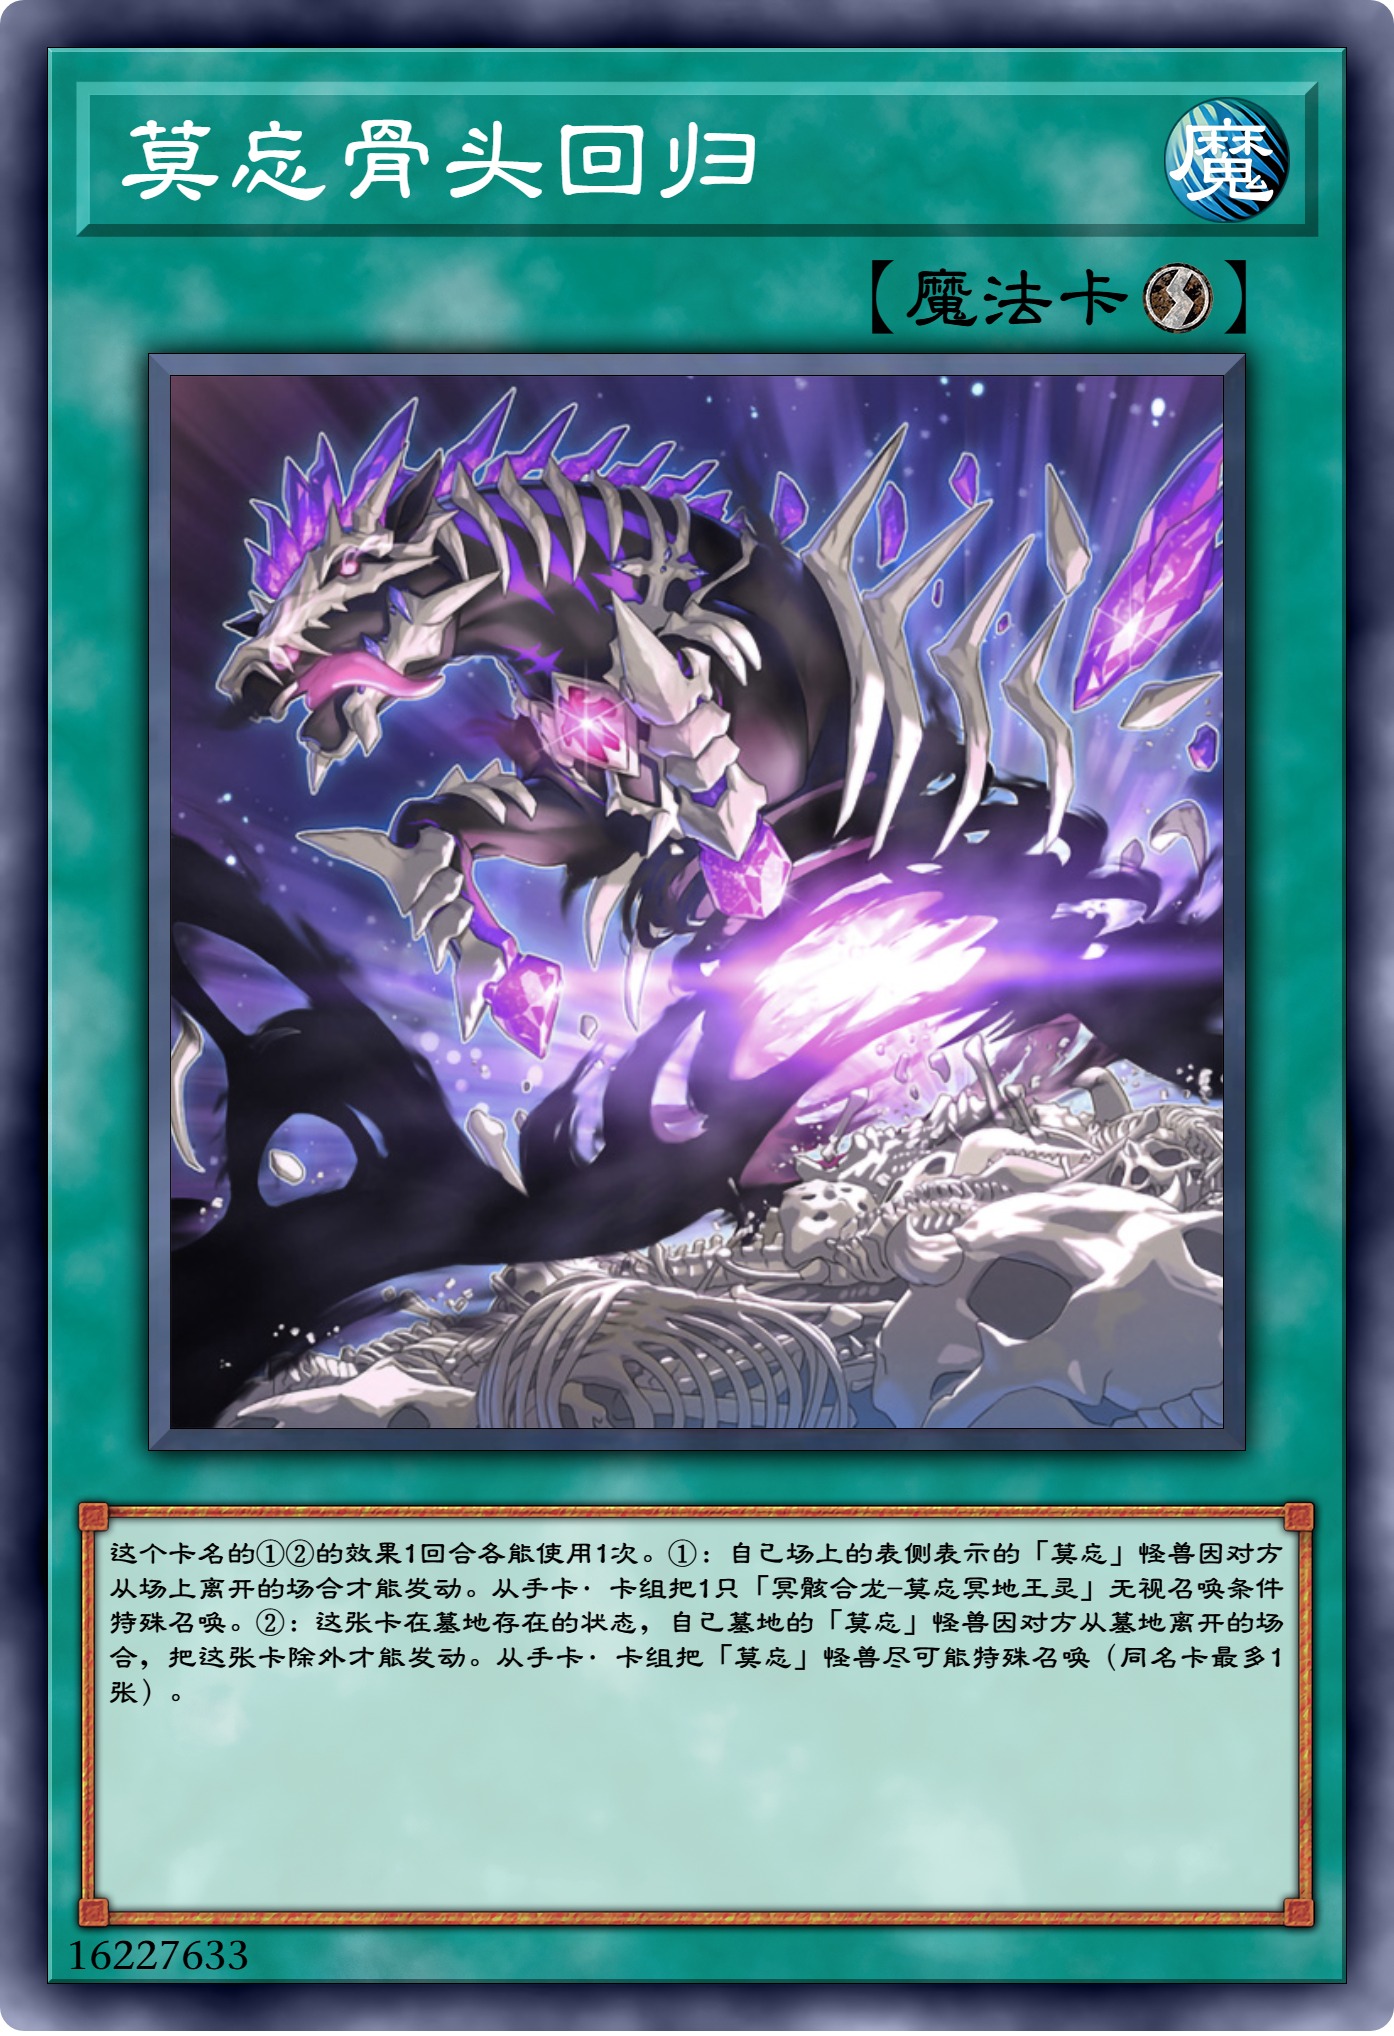 莫忘骨头回归
魔
【魔法卡】
这个卡名的①②的效果1回合各能使用1次。①：自己场上的表侧表示的「莫忘」怪兽因对方
从场上离开的场合才能发动。从手卡·卡组把1只「冥骸合龙-莫忘冥地王灵」无视召唤条件
特殊召唤。②：这张卡在墓地存在的状态，自己墓地的「莫忘」怪兽因对方从墓地离开的场
合，把这张卡除外才能发动。从手卡·卡组把「莫忘」怪兽尽可能特殊召唤（同名卡最多1
张）。
16227633